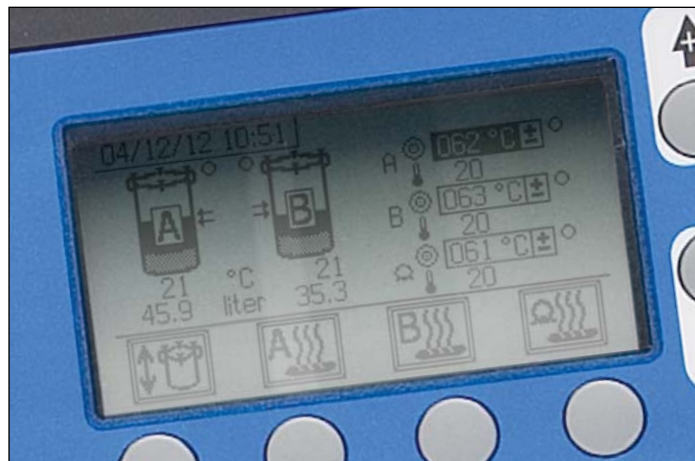 04/12/12 10:51
A 062 °C ±
20
B 063 °C ±
20
061 °C ±
20
A
B
21 °C 21
45.9 liter 35.3
A
B